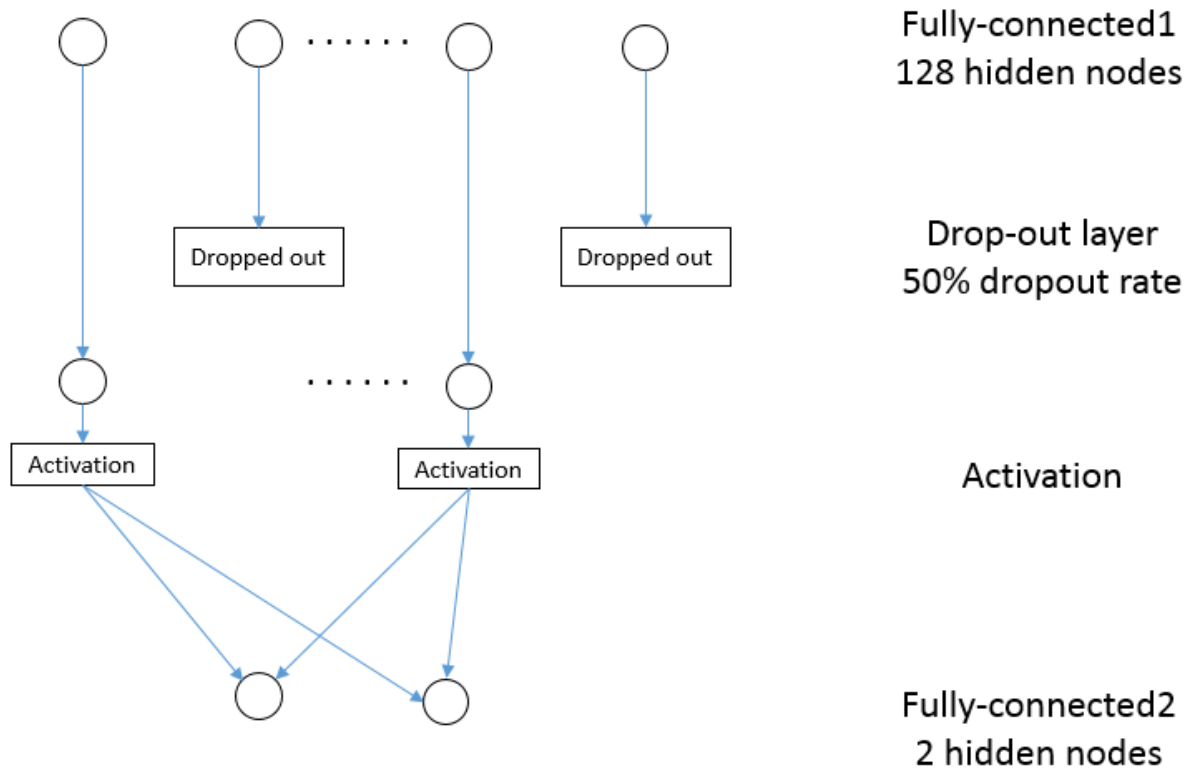 Fully-connected1
128 hidden nodes
Dropped out
Dropped out
Drop-out layer
50% dropout rate
Activation
Activation
Activation
Fully-connected2
2 hidden nodes